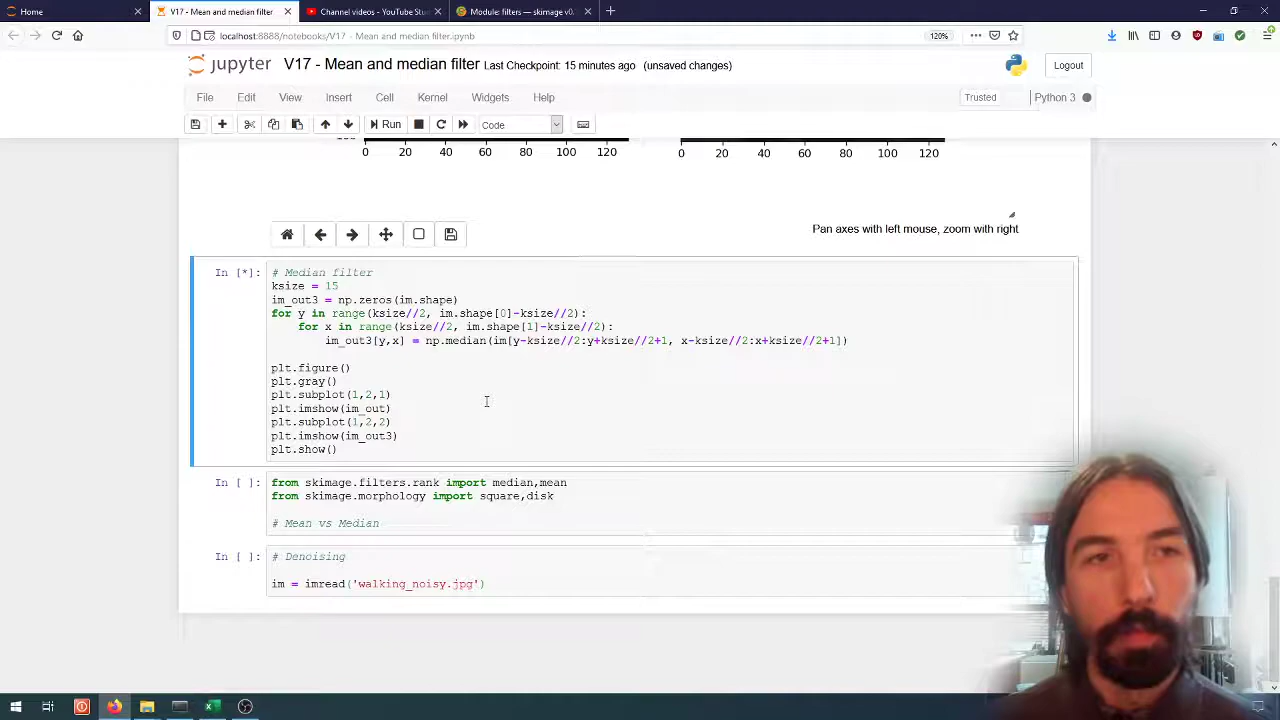 Home
V17 - Mean and median filter
Channel videos - YouTube Stud
Module: filters — skimage v0.
localhost:8888/notebooks/V17 - Mean and median filter.ipynb
120%
jupyter V17 - Mean and median filter Last Checkpoint: 15 minutes ago (unsaved changes)
Logout
File Edit View Insert Cell Kernel Widgets Help
Trusted
Python 3
Run
Code
0 20 40 60 80 100 120
0 20 40 60 80 100 120
Pan axes with left mouse, zoom with right
In [*]:
# Median filter
ksize = 15
im_out3 = np.zeros(im.shape)
for y in range(ksize//2, im.shape[0]-ksize//2):
for x in range(ksize//2, im.shape[1]-ksize//2):
im_out3[y,x] = np.median(im[y-ksize//2:y+ksize//2+1, x-ksize//2:x+ksize//2+1])
plt.figure()
plt.gray()
plt.subplot(1,2,1)
plt.imshow(im_out)
plt.subplot(1,2,2)
plt.imshow(im_out3)
plt.show()
In [ ]:
from skimage.filters.rank import median,mean
from skimage.morphology import square,disk
# Mean vs Median
In [ ]:
# Denoising
im = imread('walking_noisy.jpg')